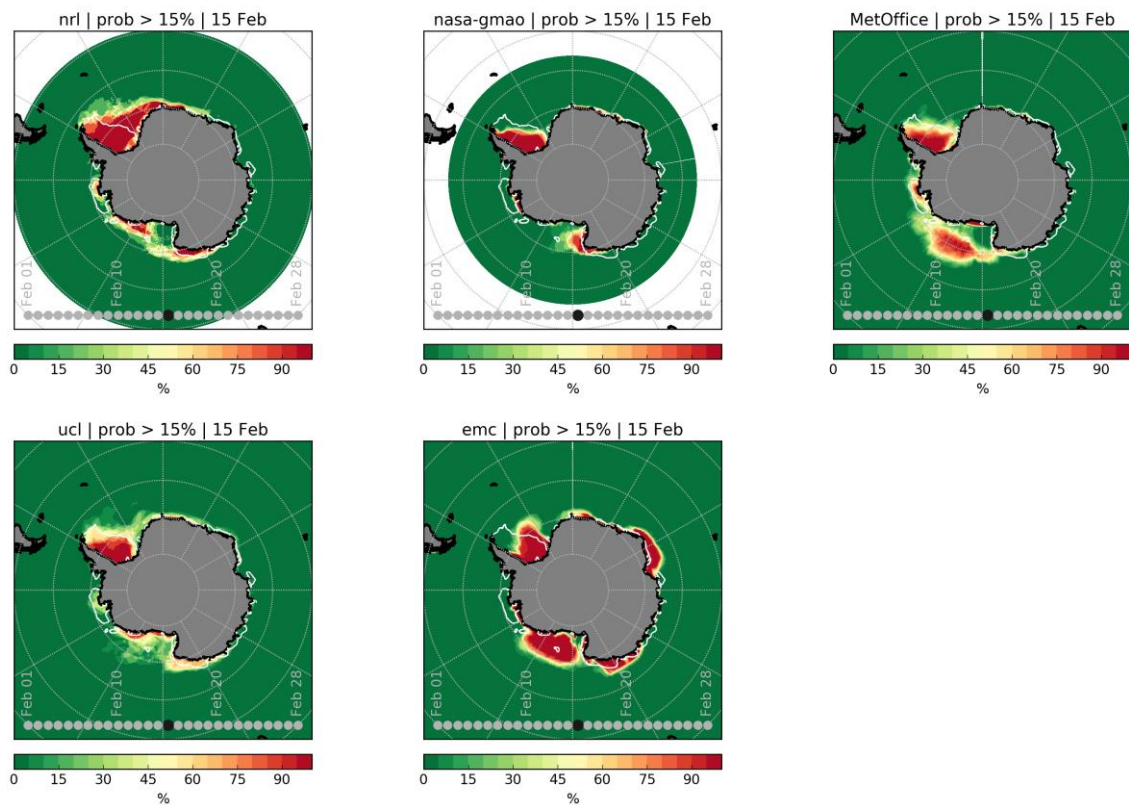 nrl | prob > 15% | 15 Feb
Feb 01
Feb 10
Feb 20
Feb 28
0 15 30 45 60 75 90
%
nasa-gmao | prob > 15% | 15 Feb
Feb 01
Feb 10
Feb 20
Feb 28
0 15 30 45 60 75 90
%
MetOffice | prob > 15% | 15 Feb
Feb 01
Feb 10
Feb 20
Feb 28
0 15 30 45 60 75 90
%
ucl | prob > 15% | 15 Feb
Feb 01
Feb 10
Feb 20
Feb 28
0 15 30 45 60 75 90
%
emc | prob > 15% | 15 Feb
Feb 01
Feb 10
Feb 20
Feb 28
0 15 30 45 60 75 90
%